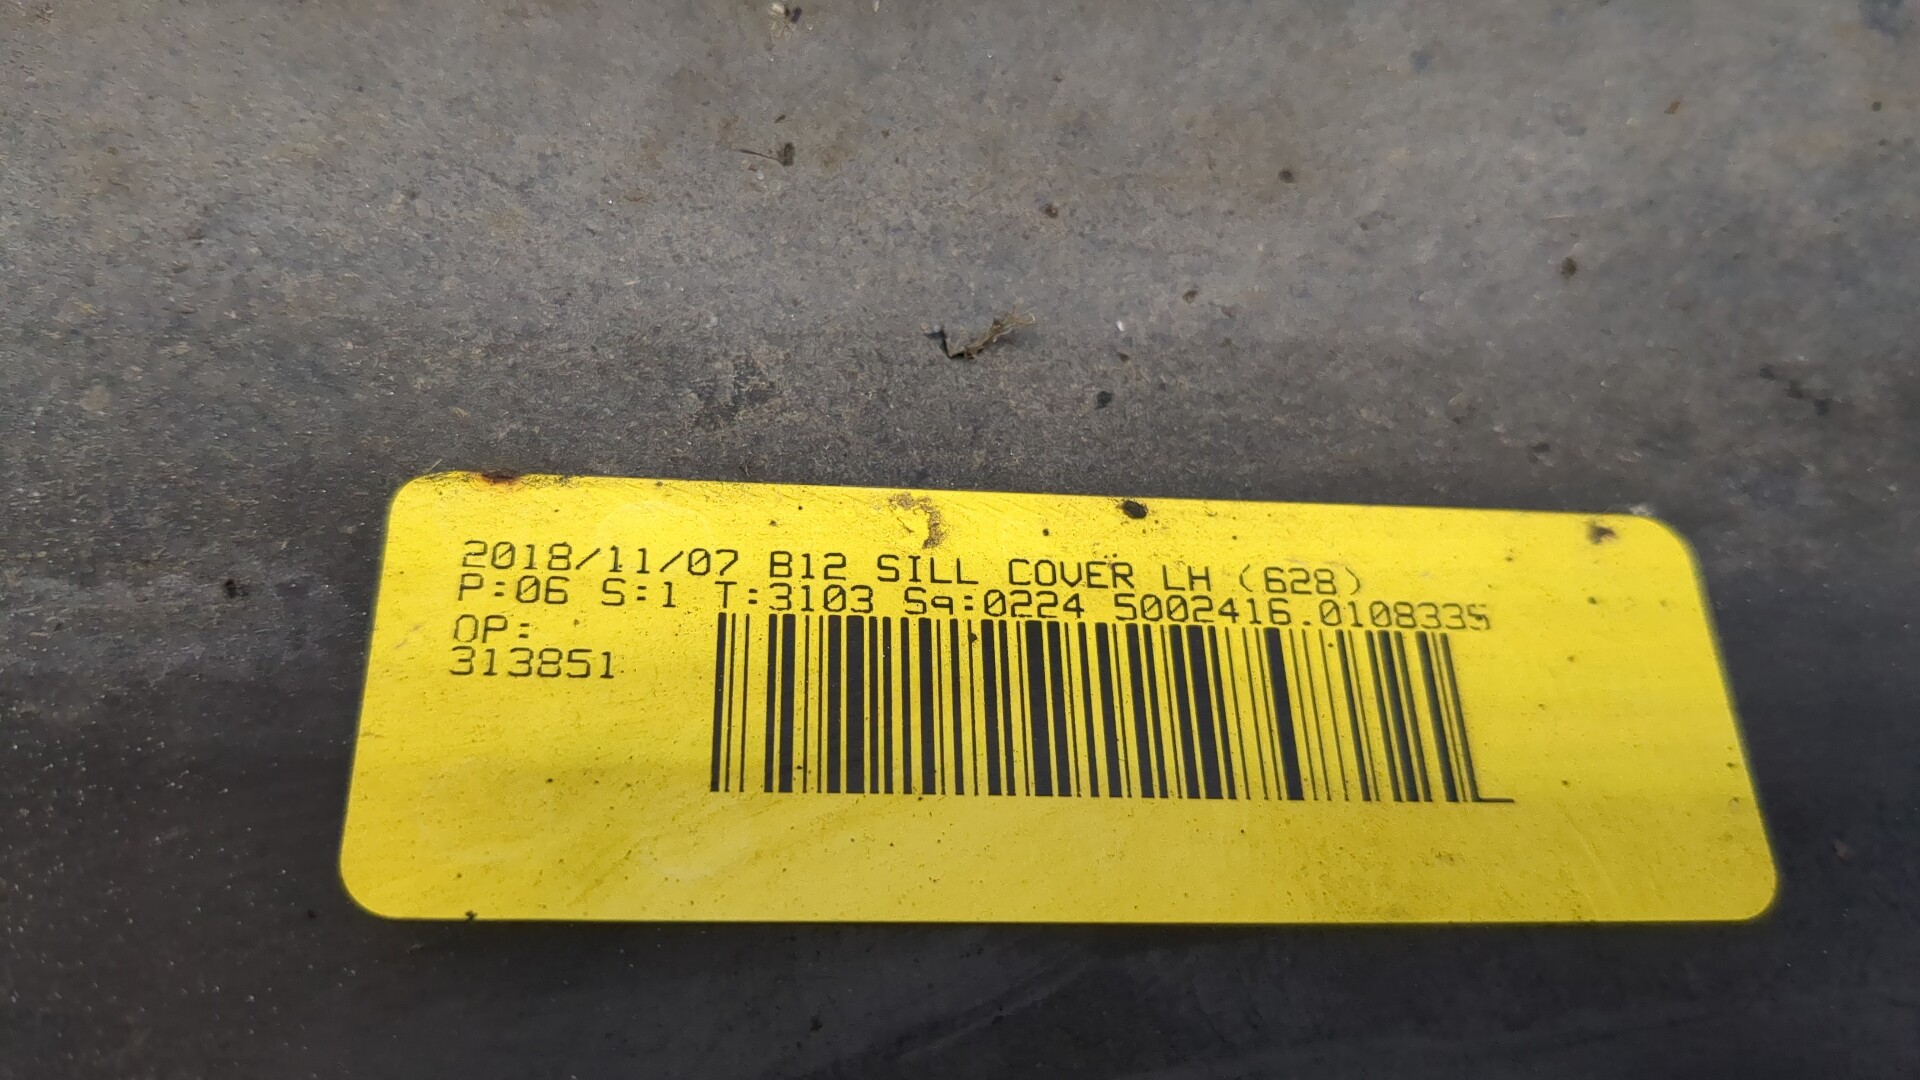 2018/11/07 B12 SILL COVER LH (628)
P:06 S:1 T:3103 Sq:0224 5002416.0108335
OP:
313851